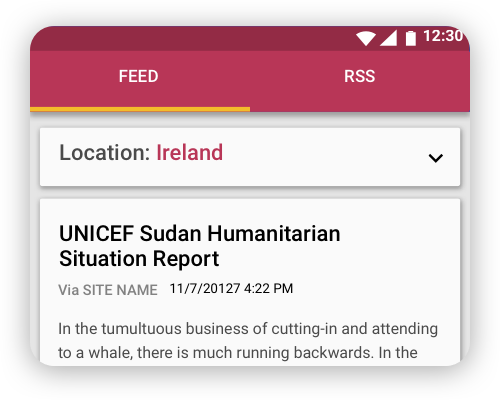 12:30
FEED RSS
Location: Ireland
UNICEF Sudan Humanitarian
Situation Report
Via SITE NAME 11/7/20127 4:22 PM
In the tumultuous business of cutting-in and attending
to a whale, there is much running backwards. In the